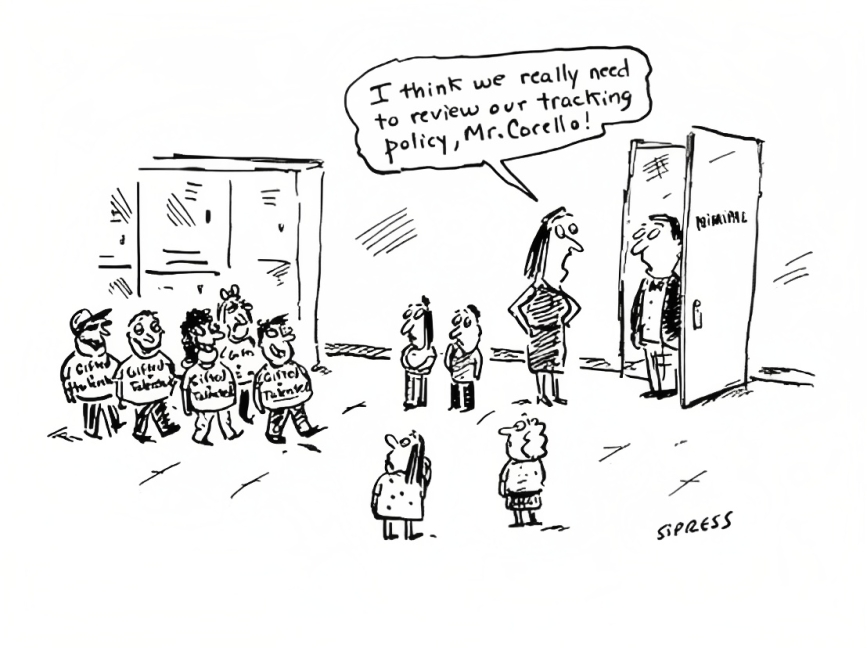 I think we really need
to review our tracking
policy, Mr. Corello!
PRINCIPAL
Gifted
Gifted
+
Talented
Gifted
+
Talented
Gifted
Gifted
+
Talented
SIPRESS